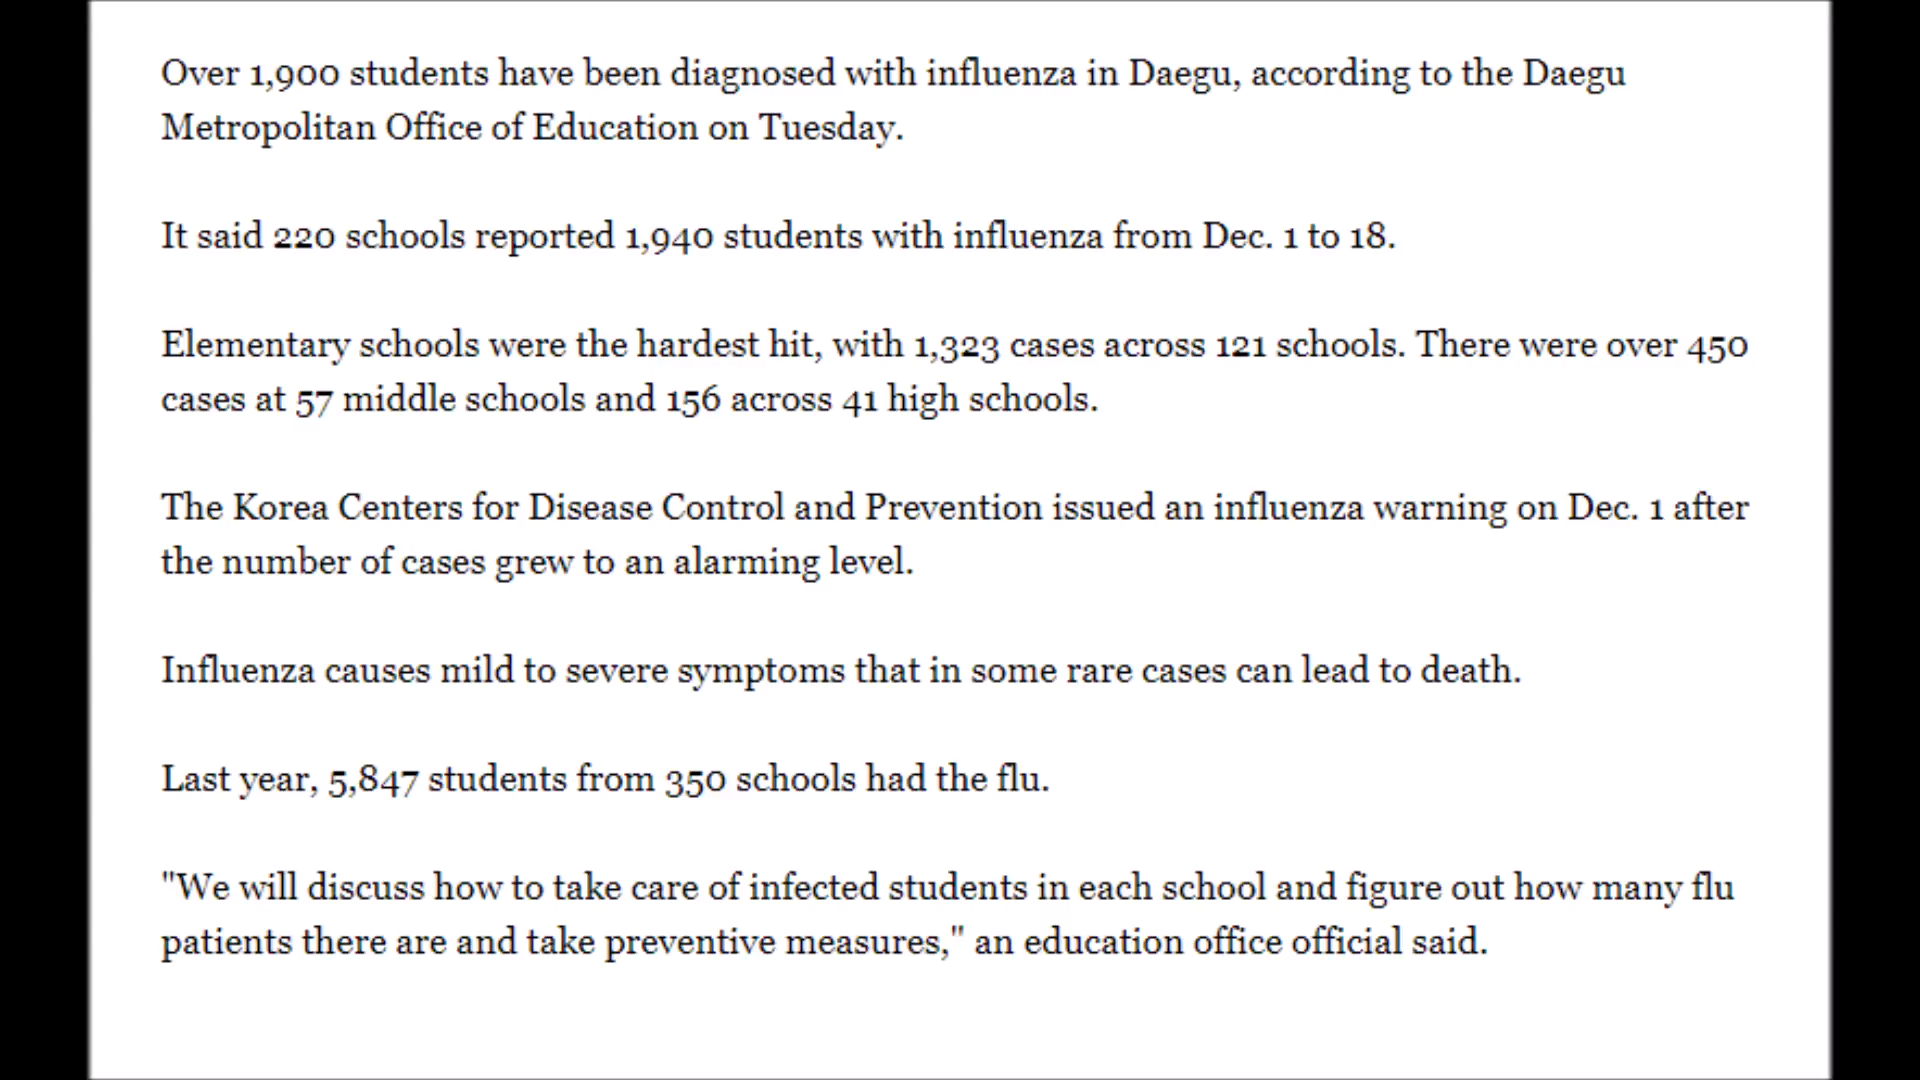 Over 1,900 students have been diagnosed with influenza in Daegu, according to the Daegu
Metropolitan Office of Education on Tuesday.
It said 220 schools reported 1,940 students with influenza from Dec. 1 to 18.
Elementary schools were the hardest hit, with 1,323 cases across 121 schools. There were over 450
cases at 57 middle schools and 156 across 41 high schools.
The Korea Centers for Disease Control and Prevention issued an influenza warning on Dec. 1 after
the number of cases grew to an alarming level.
Influenza causes mild to severe symptoms that in some rare cases can lead to death.
Last year, 5,847 students from 350 schools had the flu.
"We will discuss how to take care of infected students in each school and figure out how many flu
patients there are and take preventive measures," an education office official said.